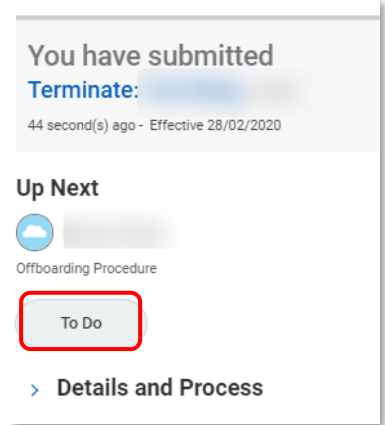 You have submitted
Terminate:
44 second(s) ago - Effective 28/02/2020
Up Next
Offboarding Procedure
To Do
Details and Process